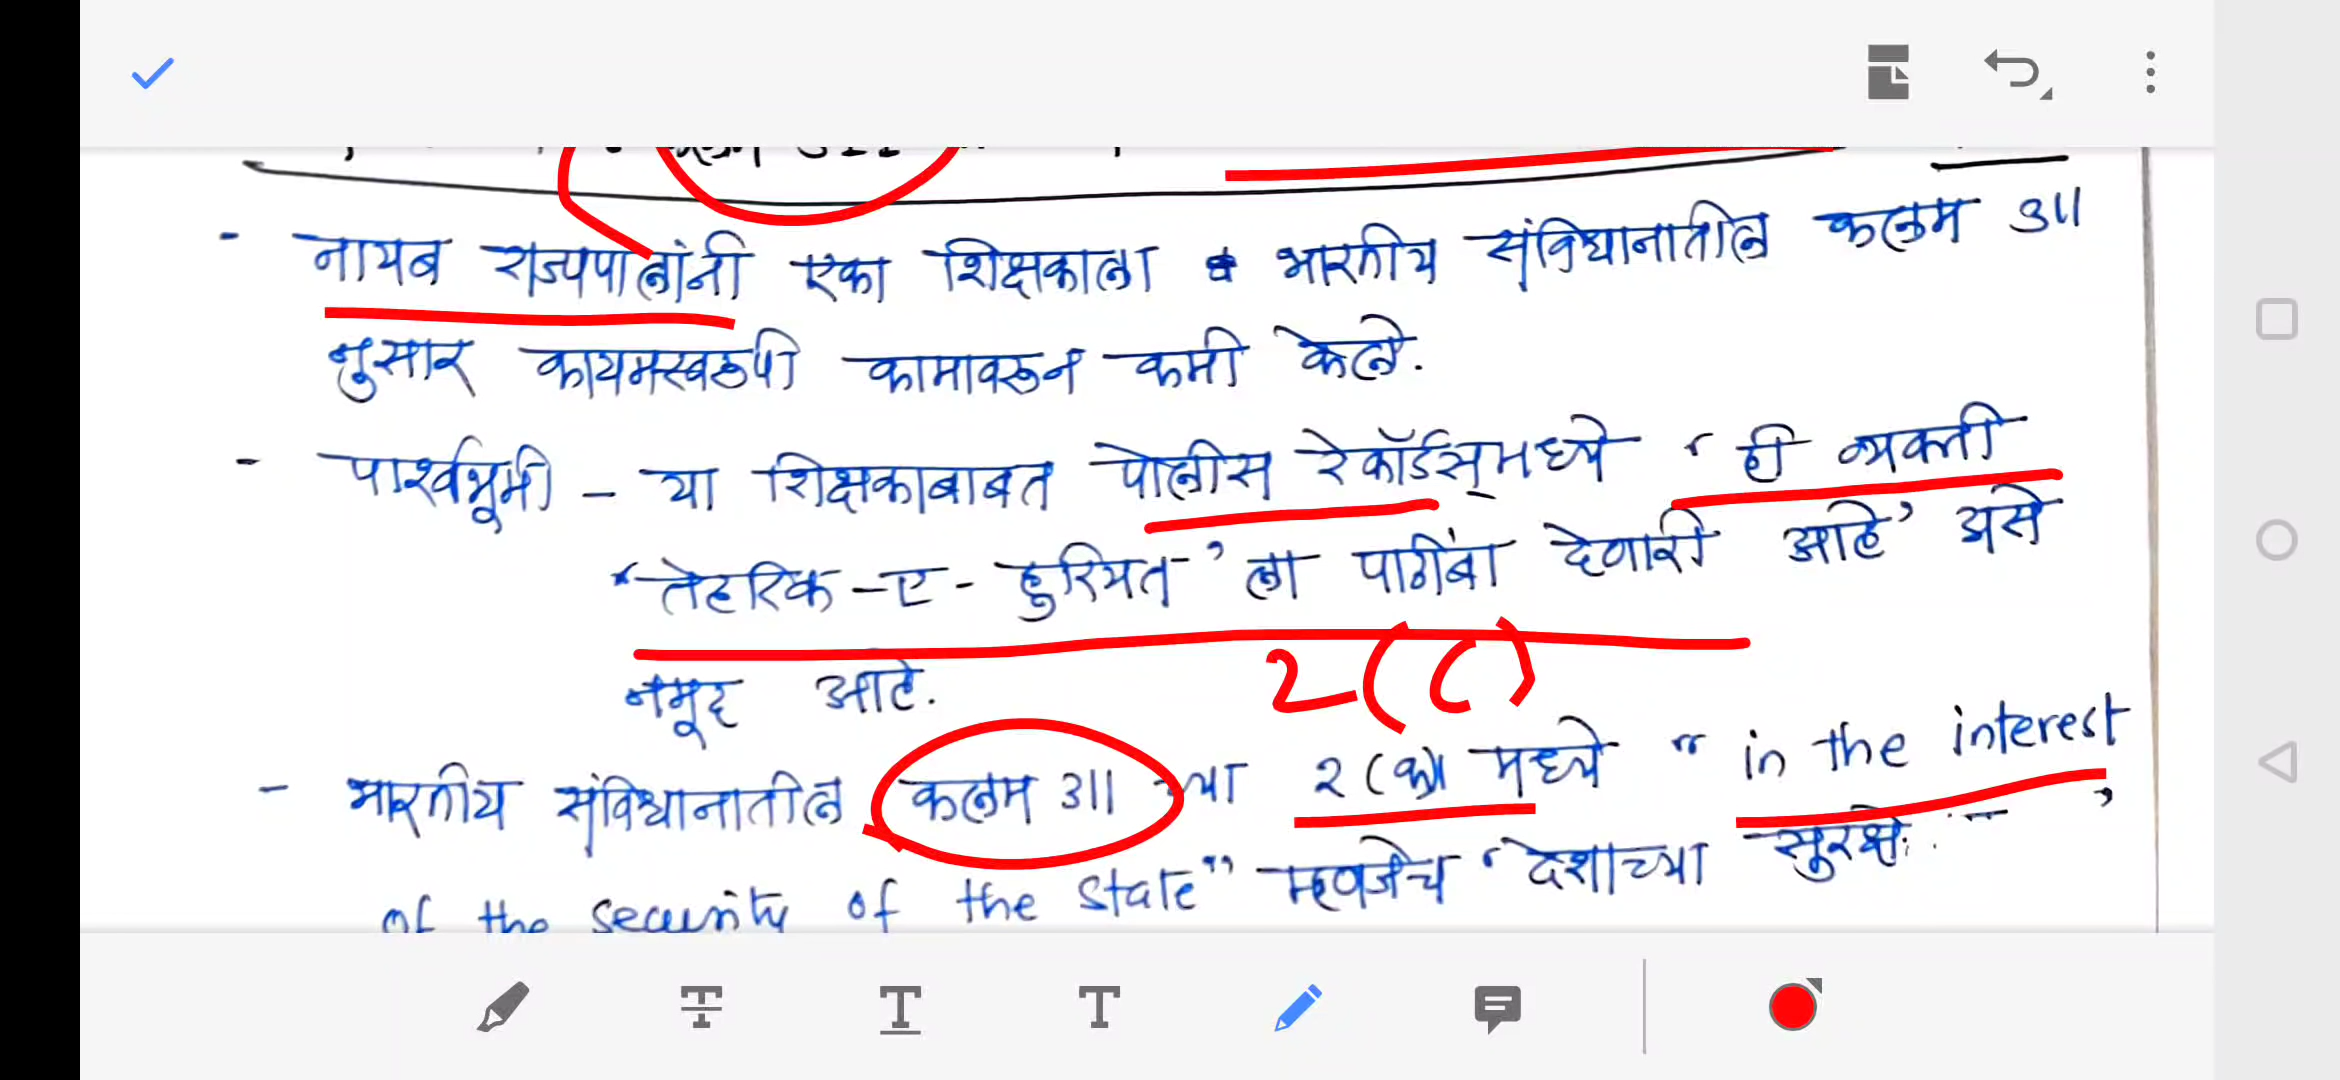 - नायब राज्यपालांनी एका शिक्षकाला भारतीय संविधानातील कलम 311
नुसार कायमस्वरूपी कामावरून कमी केले.
- पार्श्वभूमी - या शिक्षकाबाबत पोलीस रेकॉर्डस्‌मध्ये ' ही व्यक्ती
"तेहरिक-ए-हुरियत' ला पाठिंबा देणारी आहे' असे
नमूद आहे.
2(C)
- भारतीय संविधानातील कलम 311 च्या 2 (क) मध्ये " in the interest
of the security of the state" म्हणजेच 'देशाच्या